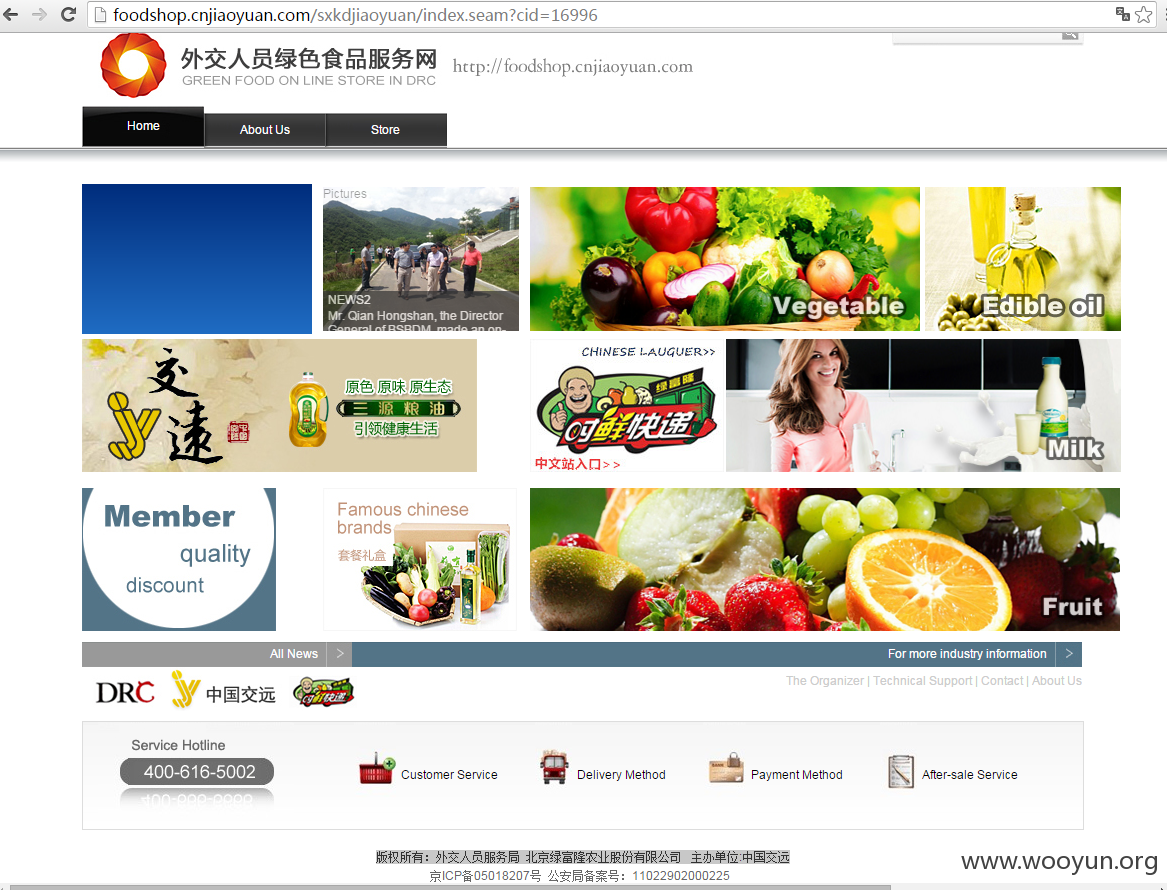 foodshop.cnjiaoyuan.com/sxkdjiaoyuan/index.seam?cid=16996
外交人员绿色食品服务网
GREEN FOOD ON LINE STORE IN DRC
http://foodshop.cnjiaoyuan.com
Home
About Us
Store
Pictures
NEWS2
Mr. Qian Hongshan, the Director
General of BSBDM, made an on-
Vegetable
Edible oil
交远
原色 原味 原生态
三源粮油
引领健康生活
CHINESE LAUGUER>>
绿富隆
时鲜快递
中文站入口>>
Milk
Member
quality
discount
Famous chinese
brands
套餐礼盒
Fruit
All News >
For more industry information >
The Organizer | Technical Support | Contact | About Us
DRC
中国交远
时鲜快递
Service Hotline
400-616-5002
Customer Service
Delivery Method
Payment Method
After-sale Service
版权所有：外交人员服务局 北京绿富隆农业股份有限公司 主办单位:中国交远
京ICP备05018207号 公安局备案号：11022902000225
www.wooyun.org